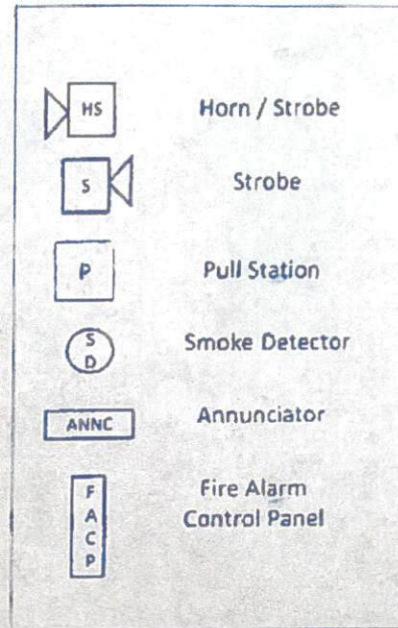 HS Horn / Strobe
S Strobe
P Pull Station
S
D
Smoke Detector
ANNC Annunciator
F
A
C
P
Fire Alarm
Control Panel